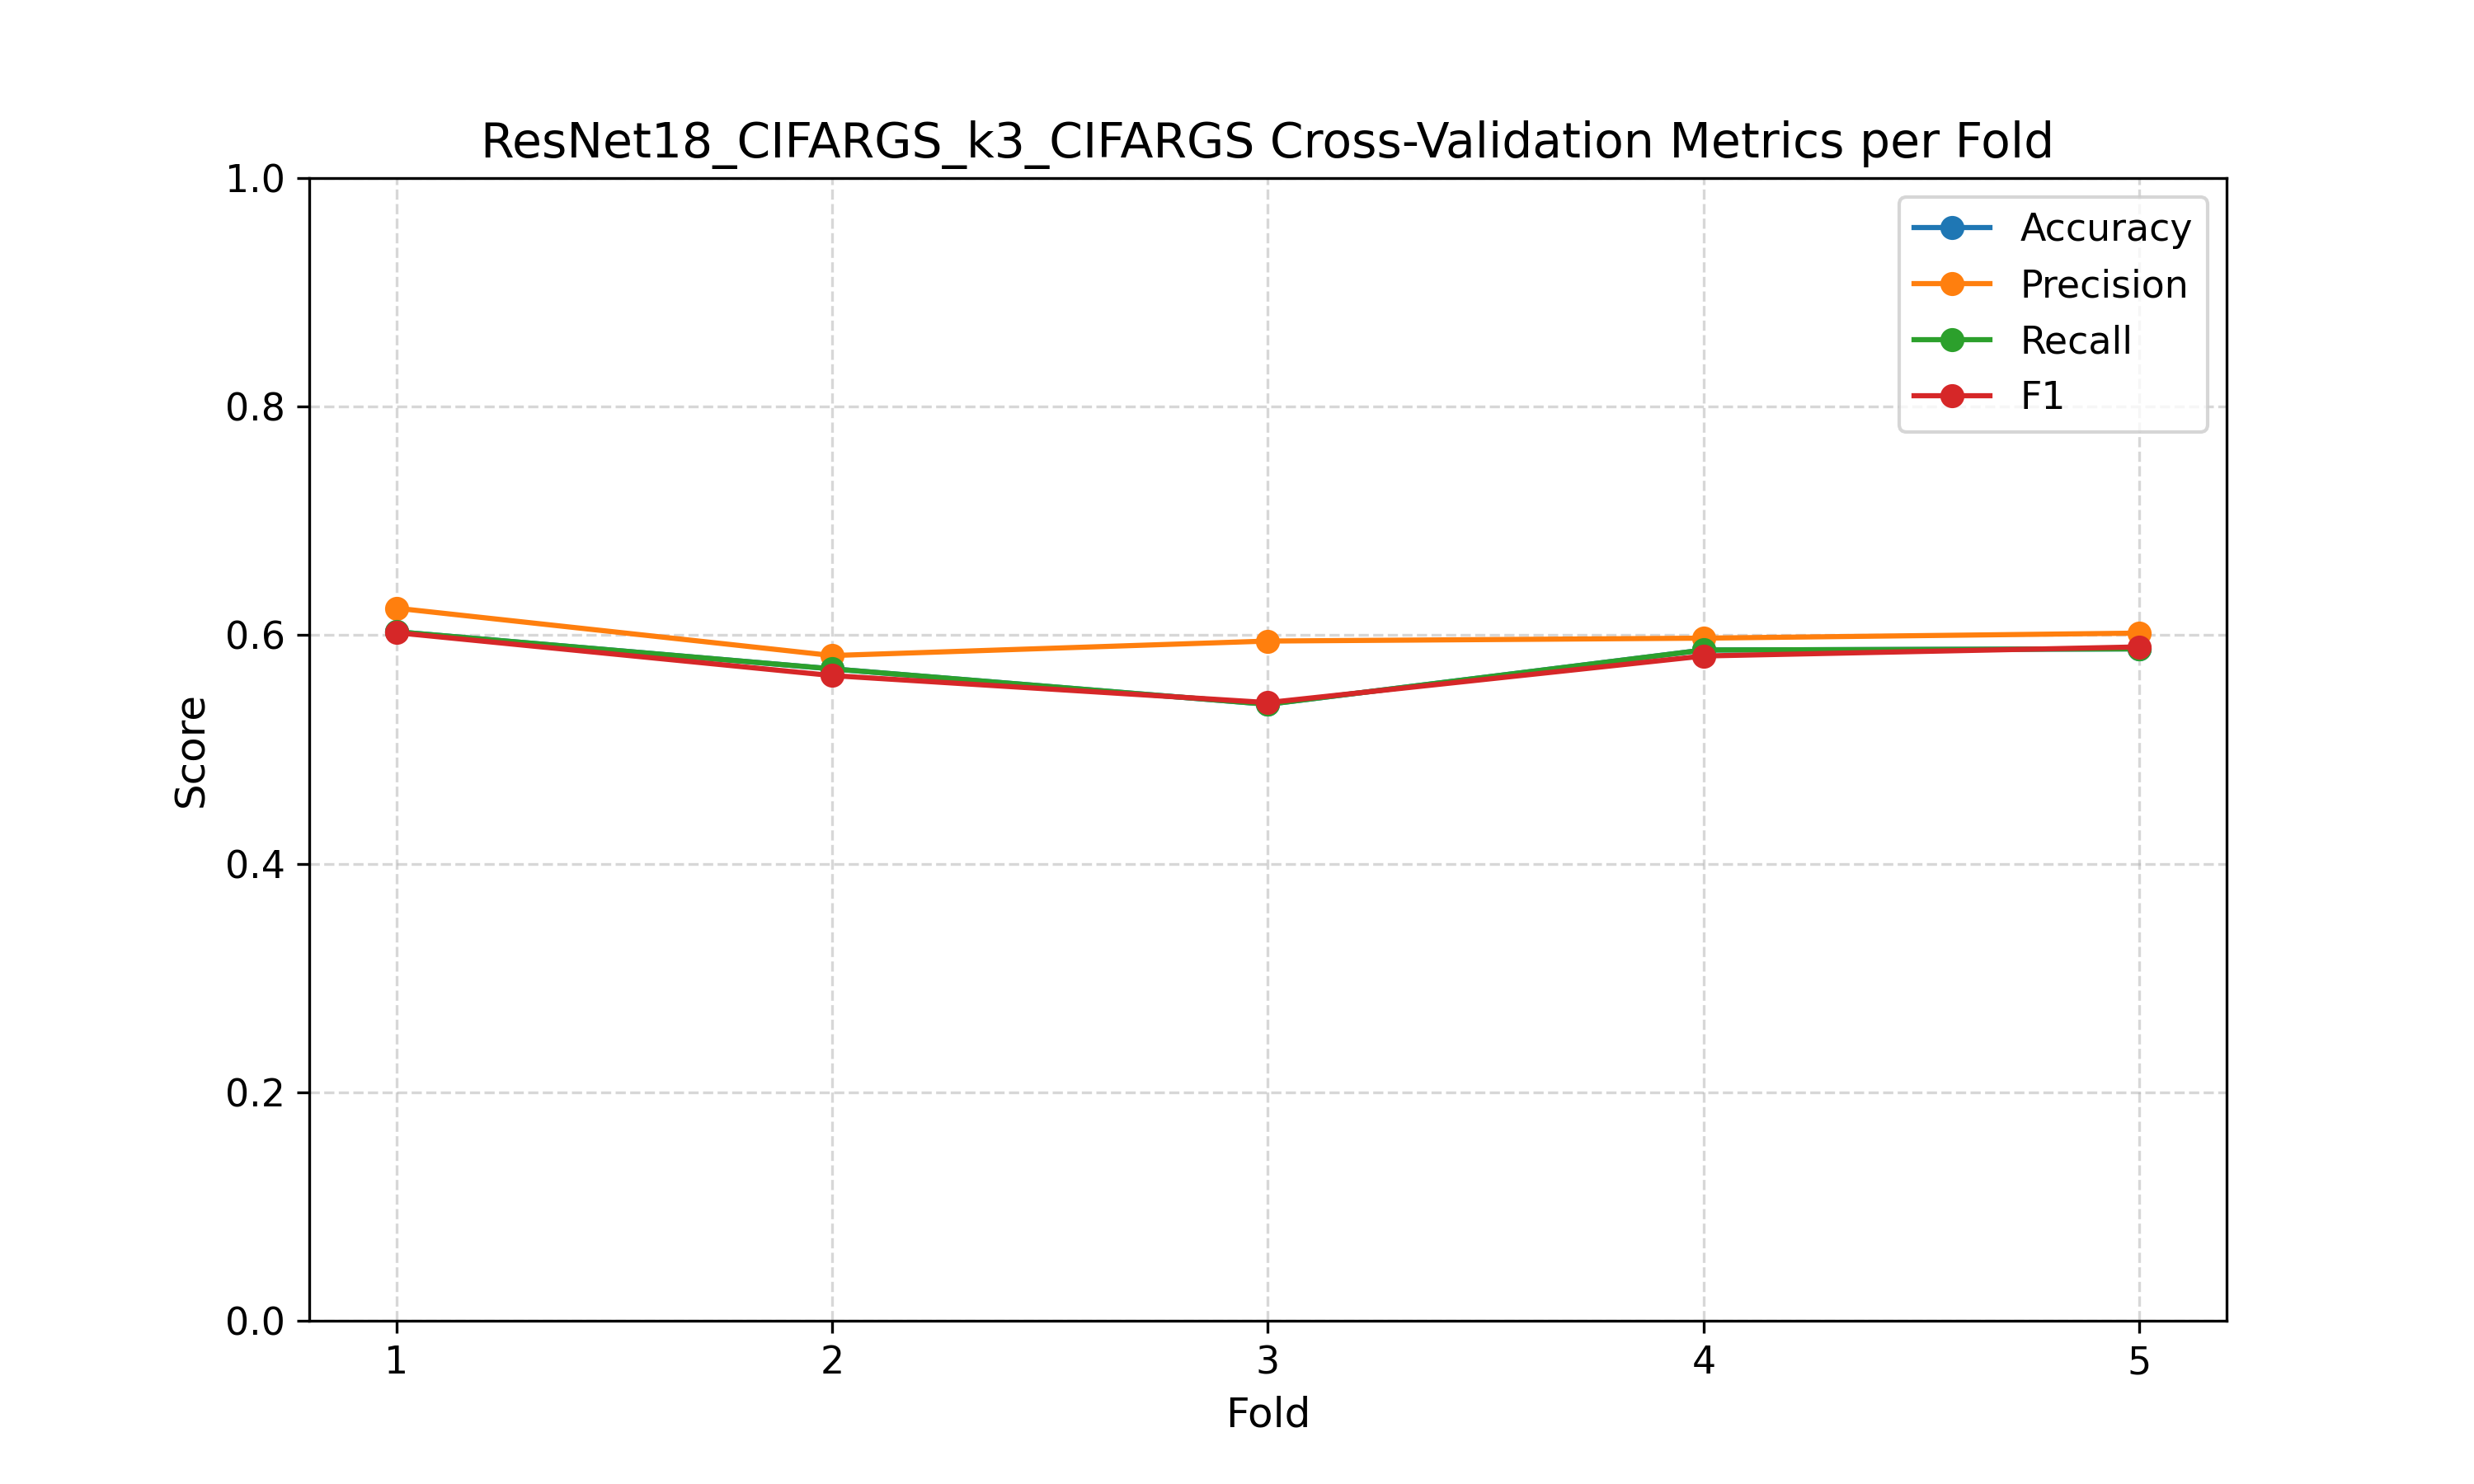 ResNet18_CIFARGS_k3_CIFARGS Cross-Validation Metrics per Fold
1.0
0.8
0.6
0.4
0.2
0.0
Score
Accuracy
Precision
Recall
F1
1 2 3 4 5
Fold